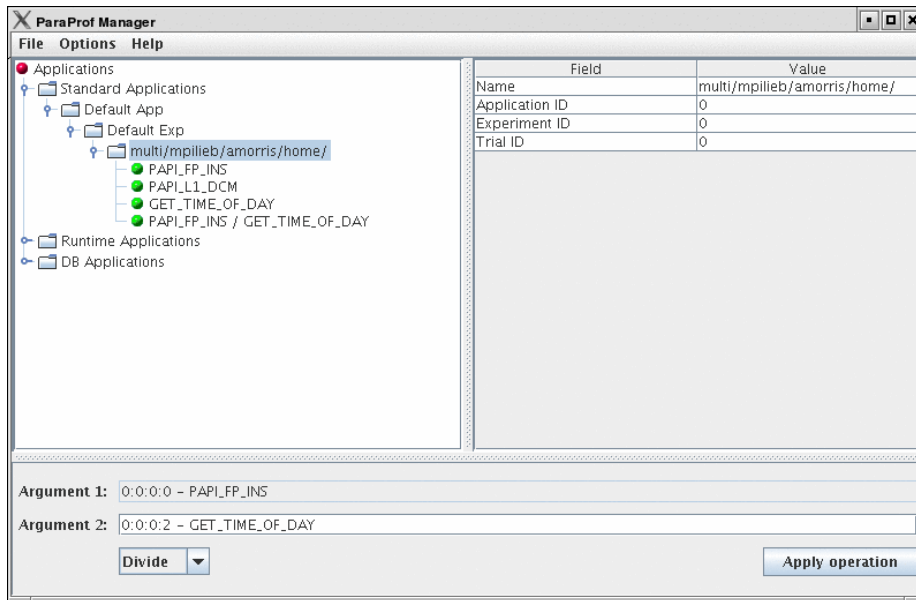 ParaProf Manager
File Options Help
Applications
Standard Applications
Default App
Default Exp
multi/mpilieb/amorris/home/
PAPI_FP_INS
PAPI_L1_DCM
GET_TIME_OF_DAY
PAPI_FP_INS / GET_TIME_OF_DAY
Runtime Applications
DB Applications
Field Value
Name multi/mpilieb/amorris/home/
Application ID 0
Experiment ID 0
Trial ID 0
Argument 1: 0:0:0:0 – PAPI_FP_INS
Argument 2: 0:0:0:2 – GET_TIME_OF_DAY
Divide Apply operation